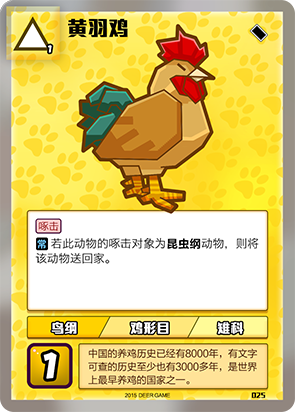 黄羽鸡
1
啄击
常 若此动物的啄击对象为昆虫纲动物，则将
该动物送回家。
鸟纲 鸡形目 雉科
1
中国的养鸡历史已经有8000年，有文字
可查的历史至少也有3000多年，是世界
上最早养鸡的国家之一。
2015 DEER GAME
025